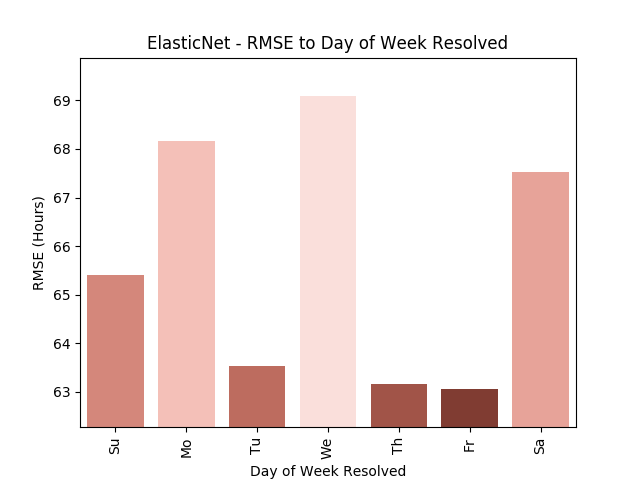 ElasticNet - RMSE to Day of Week Resolved
RMSE (Hours)
69
68
67
66
65
64
63
Su
Mo
Tu
We
Th
Fr
Sa
Day of Week Resolved